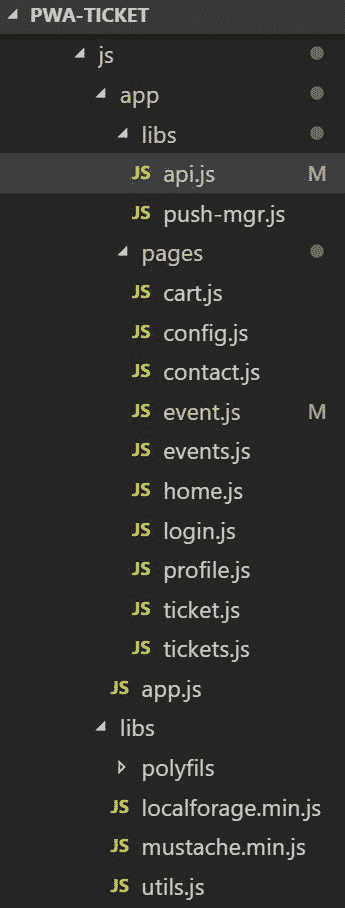 PWA-TICKET
js
app
libs
JS api.js M
JS push-mgr.js
pages
JS cart.js
JS config.js
JS contact.js
JS event.js M
JS events.js
JS home.js
JS login.js
JS profile.js
JS ticket.js
JS tickets.js
JS app.js
libs
polyfils
JS localforage.min.js
JS mustache.min.js
JS utils.js